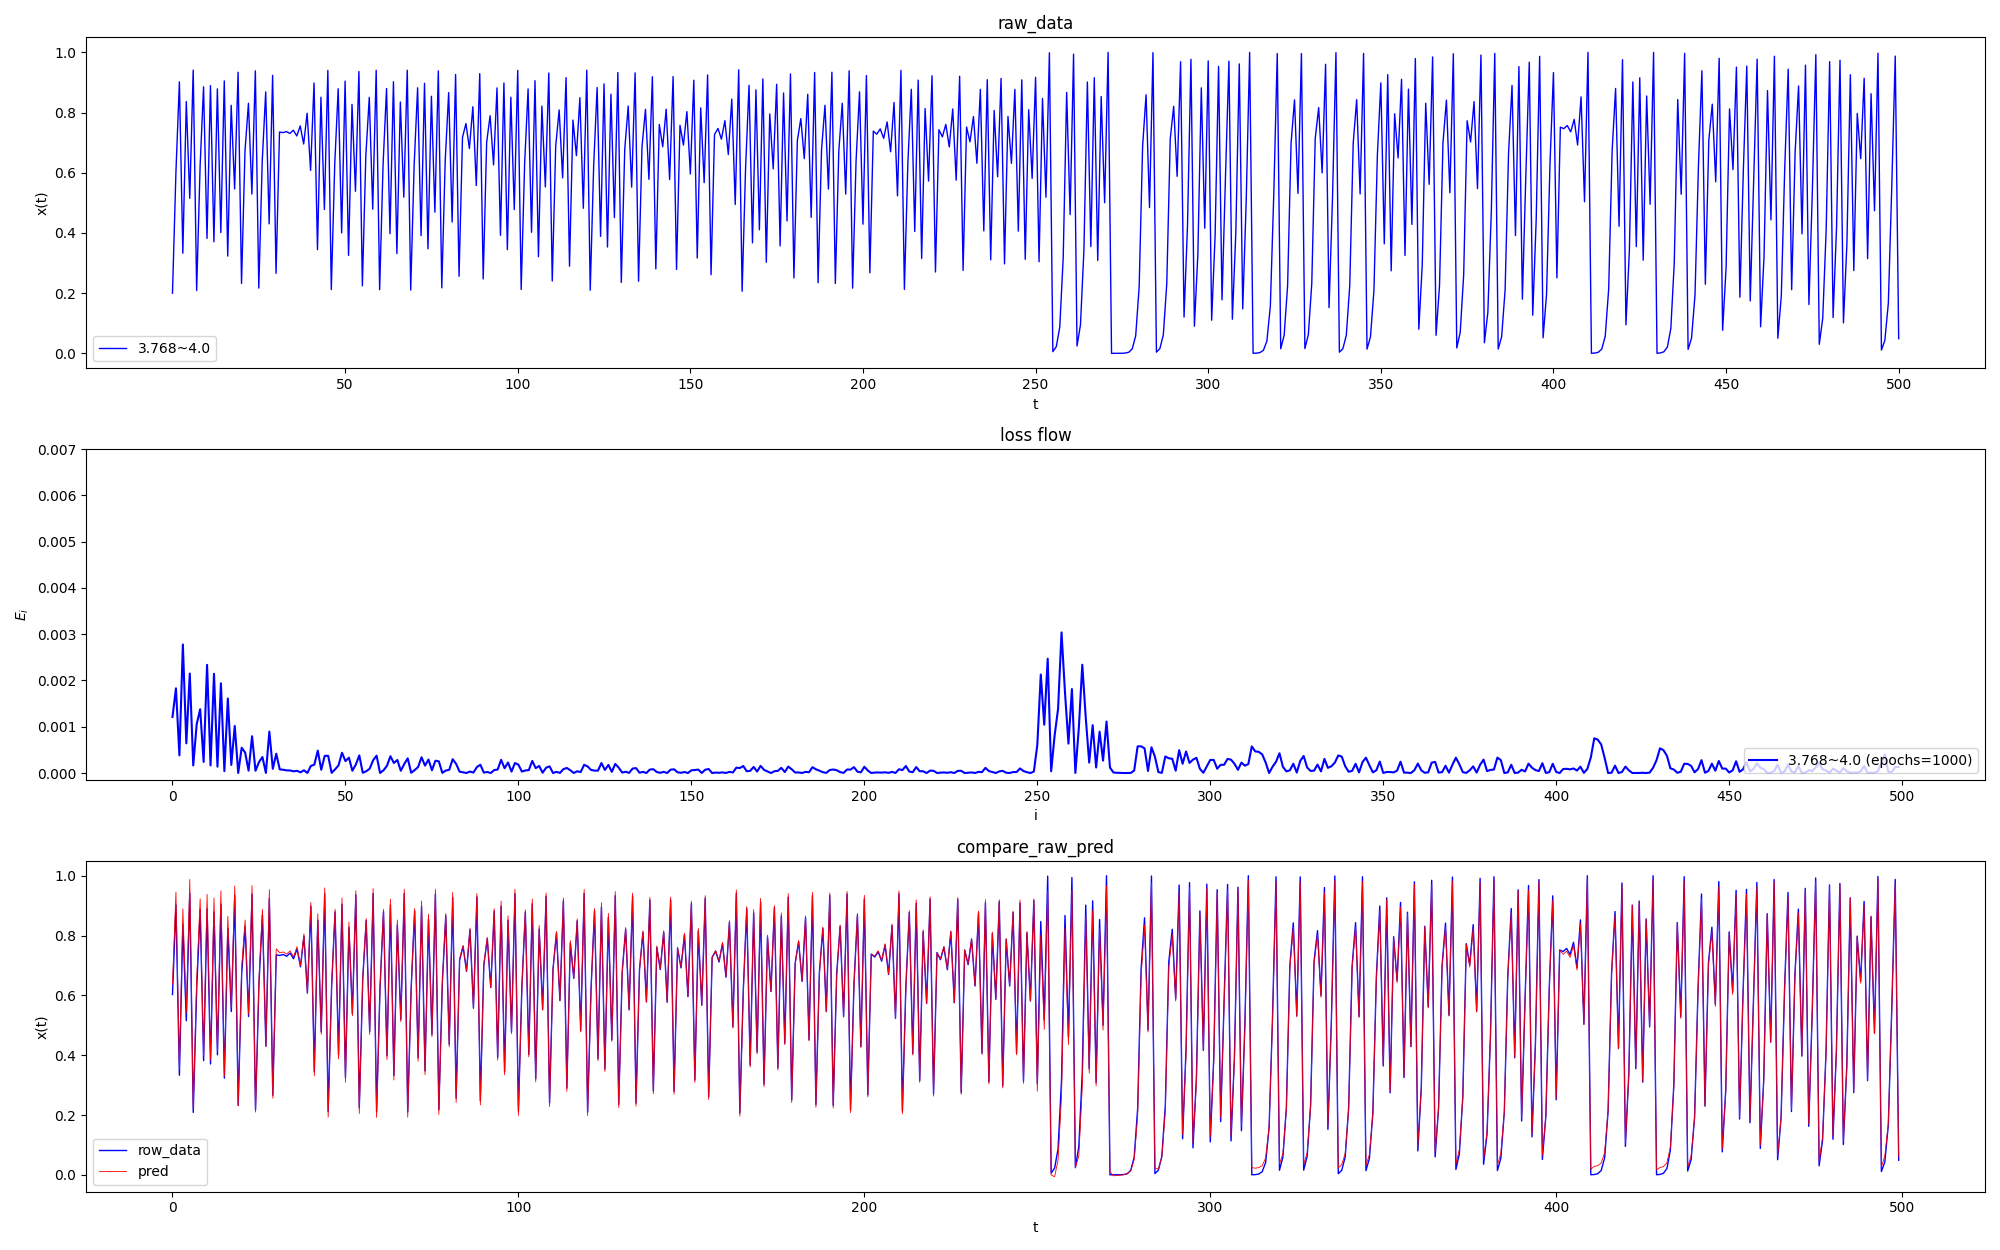 raw_data
1.0
0.8
0.6
0.4
0.2
0.0
x(t)
3.768~4.0
50 100 150 200 250 300 350 400 450 500
t
loss flow
0.007
0.006
0.005
0.004
0.003
0.002
0.001
0.000
E_i
3.768~4.0 (epochs=1000)
0 50 100 150 200 250 300 350 400 450 500
i
compare_raw_pred
1.0
0.8
0.6
0.4
0.2
0.0
x(t)
row_data
pred
0 100 200 300 400 500
t